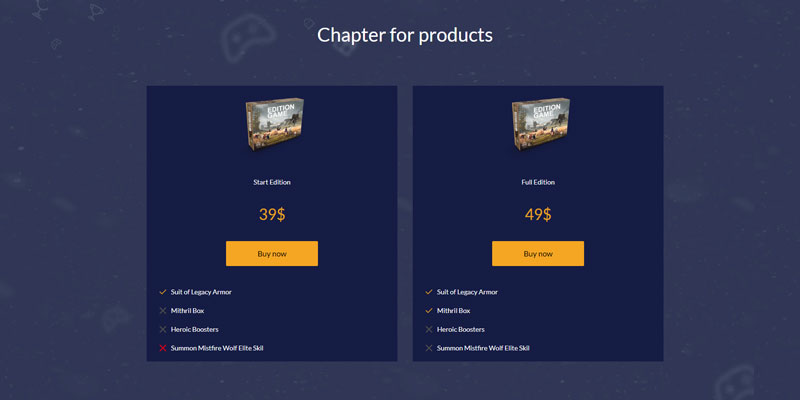 Chapter for products
EDITION
GAME
Start Edition
39$
Buy now
Suit of Legacy Armor
Mithril Box
Heroic Boosters
Summon Mistfire Wolf Elite Skil
EDITION
GAME
Full Edition
49$
Buy now
Suit of Legacy Armor
Mithril Box
Heroic Boosters
Summon Mistfire Wolf Elite Skil